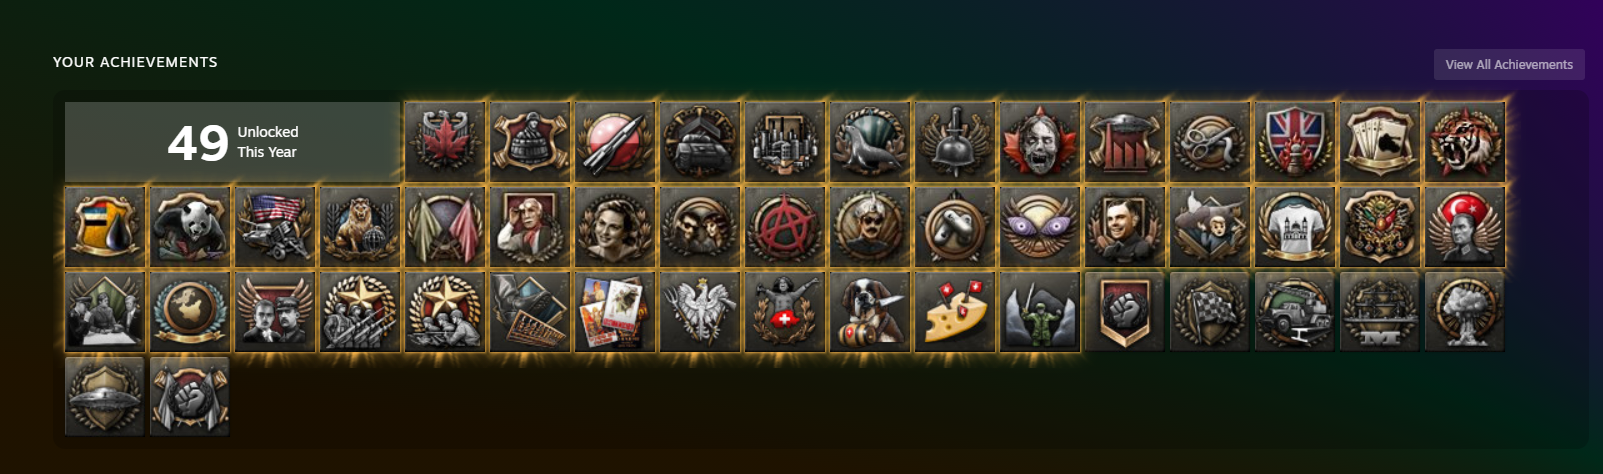 YOUR ACHIEVEMENTS
View All Achievements
49 Unlocked
This Year